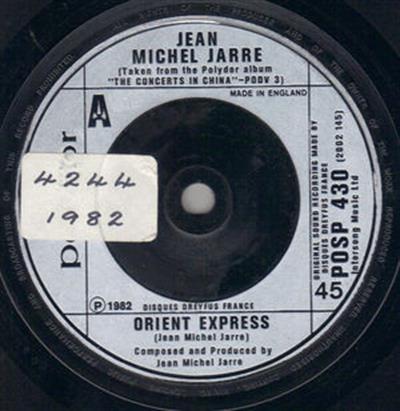 JEAN
MICHEL JARRE
(Taken from the Polydor album
"THE CONCERTS IN CHINA"-PODV 3)
MADE IN ENGLAND
A
4244
1982
ORIGINAL SOUND RECORDING MADE BY
DISQUES DREYFUS FRANCE
POSP 430 (2002 145)
Intersong Music Ltd
45
Ⓟ 1982
DISQUES DREYFUS FRANCE
ORIENT EXPRESS
(Jean Michel Jarre)
Composed and Produced by
Jean Michel Jarre